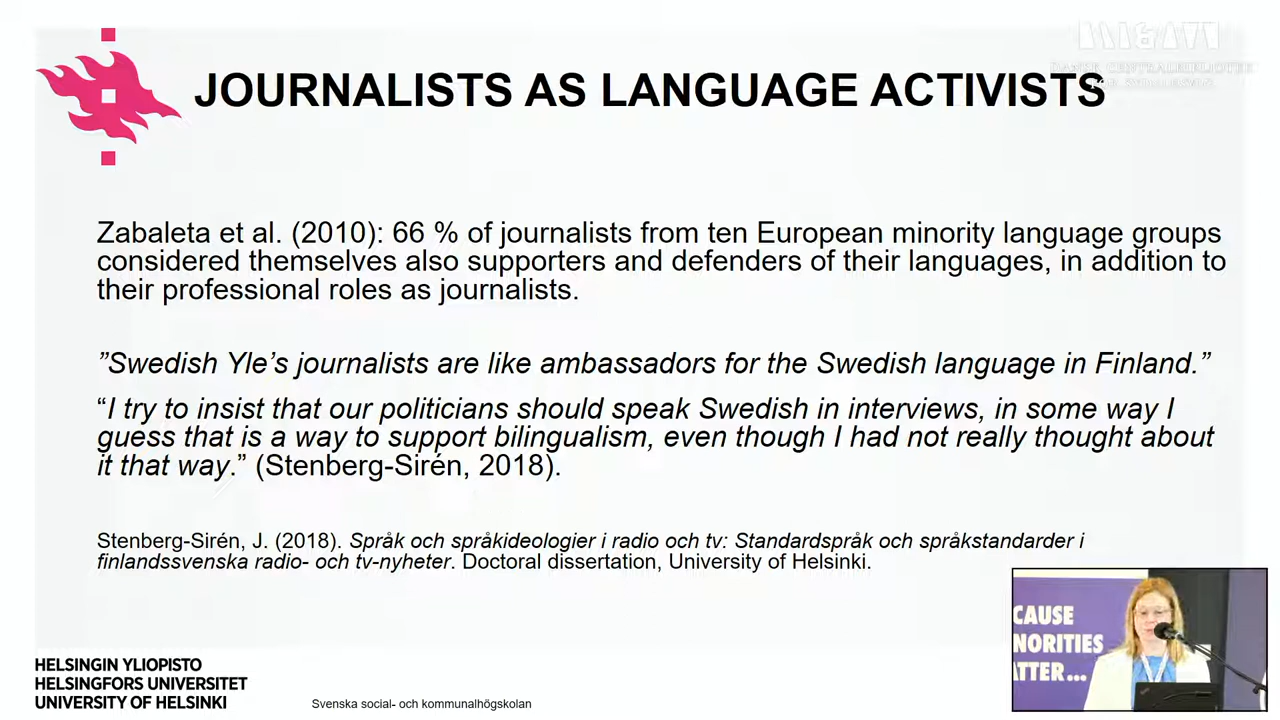 JOURNALISTS AS LANGUAGE ACTIVISTS
Zabaleta et al. (2010): 66 % of journalists from ten European minority language groups
considered themselves also supporters and defenders of their languages, in addition to
their professional roles as journalists.
”Swedish Yle’s journalists are like ambassadors for the Swedish language in Finland.”
“I try to insist that our politicians should speak Swedish in interviews, in some way I
guess that is a way to support bilingualism, even though I had not really thought about
it that way.” (Stenberg-Sirén, 2018).
Stenberg-Sirén, J. (2018). Språk och språkideologier i radio och tv: Standardspråk och språkstandarder i
finlandssvenska radio- och tv-nyheter. Doctoral dissertation, University of Helsinki.
CAUSE
NORITIES
TTER...
HELSINGIN YLIOPISTO
HELSINGFORS UNIVERSITET
UNIVERSITY OF HELSINKI
Svenska social- och kommunalhögskolan